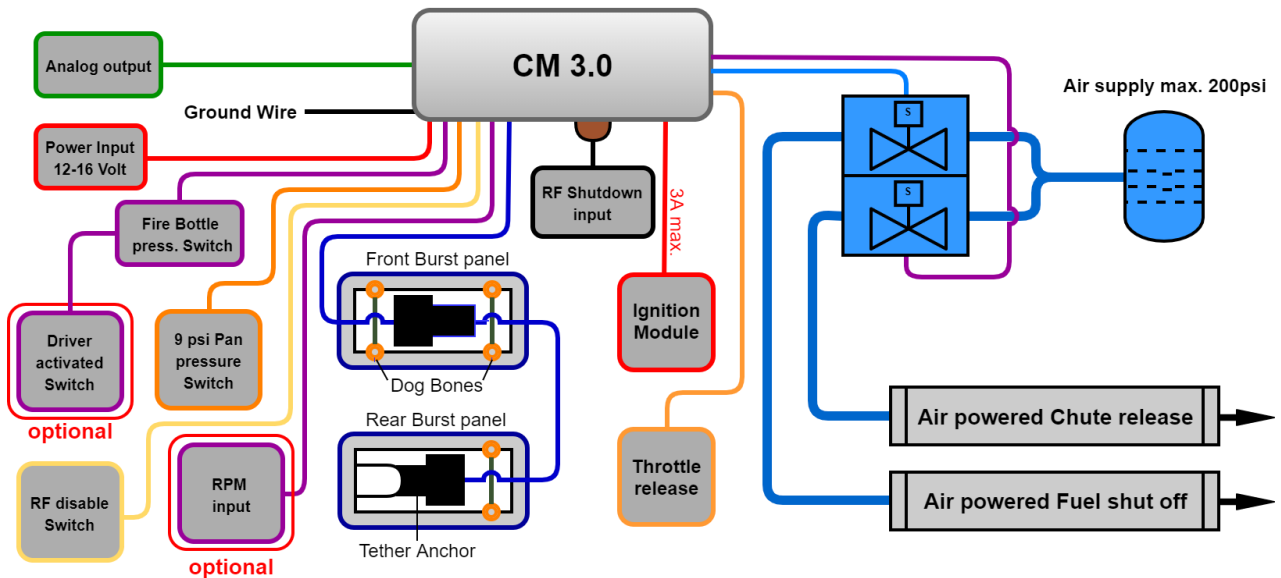 CM 3.0
Analog output
Ground Wire
Power Input
12-16 Volt
Fire Bottle
press. Switch
Driver
activated
Switch
optional
9 psi Pan
pressure
Switch
RF disable
Switch
RPM
input
optional
Front Burst panel
Dog Bones
Rear Burst panel
Tether Anchor
RF Shutdown
input
3A max.
Ignition
Module
Throttle
release
S
S
Air supply max. 200psi
Air powered Chute release
Air powered Fuel shut off